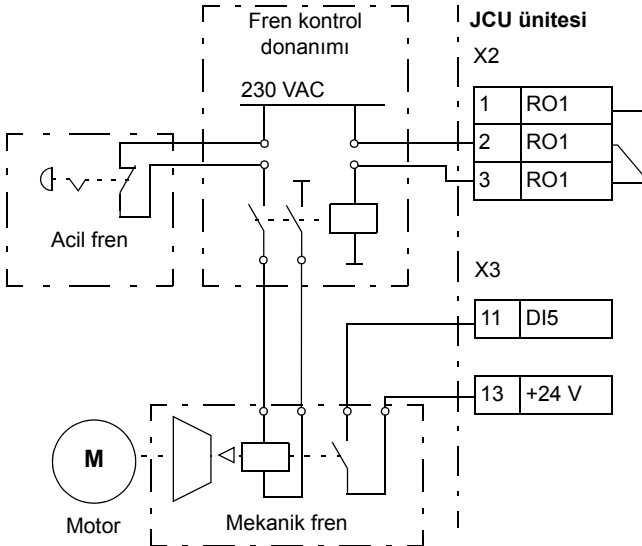 Fren kontrol
donanımı
JCU ünitesi
X2
230 VAC
1 RO1
2 RO1
3 RO1
Acil fren
X3
11 DI5
13 +24 V
M
Motor
Mekanik fren